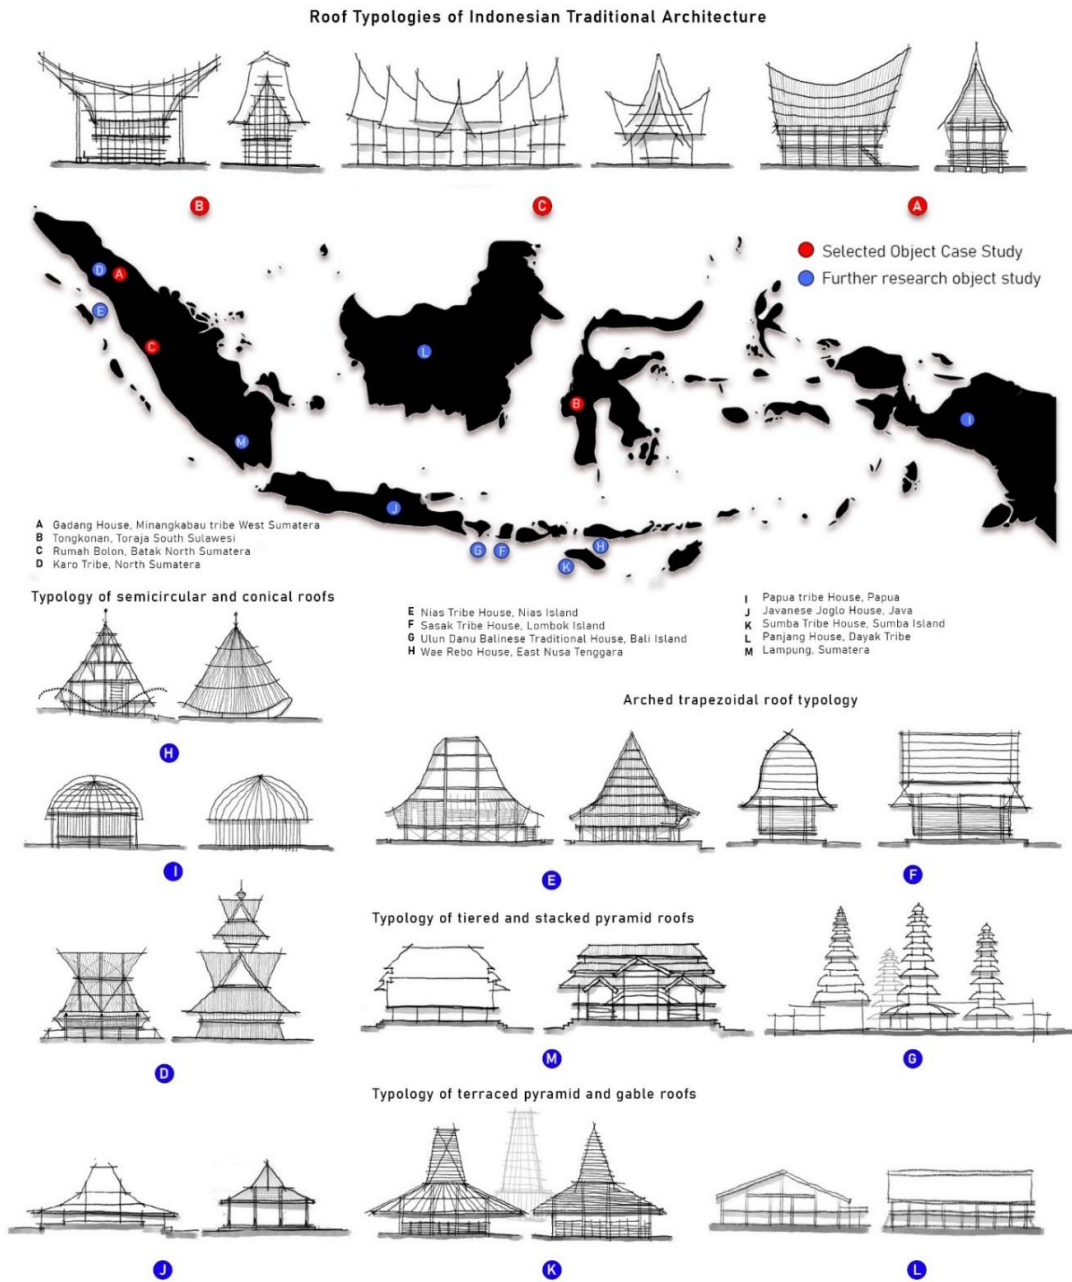 Roof Typologies of Indonesian Traditional Architecture
B
C
A
Selected Object Case Study
Further research object study
D
A
E
C
L
B
I
M
J
G
F
H
K
A Gadang House, Minangkabau tribe West Sumatera
B Tongkonan, Toraja South Sulawesi
C Rumah Bolon, Batak North Sumatera
D Karo Tribe, North Sumatera
E Nias Tribe House, Nias Island
F Sasak Tribe House, Lombok Island
G Ulun Danu Balinese Traditional House, Bali Island
H Wae Rebo House, East Nusa Tenggara
I Papua tribe House, Papua
J Javanese Joglo House, Java
K Sumba Tribe House, Sumba Island
L Panjang House, Dayak Tribe
M Lampung, Sumatera
Typology of semicircular and conical roofs
H
I
D
Arched trapezoidal roof typology
E
F
Typology of tiered and stacked pyramid roofs
M
G
Typology of terraced pyramid and gable roofs
J
K
L